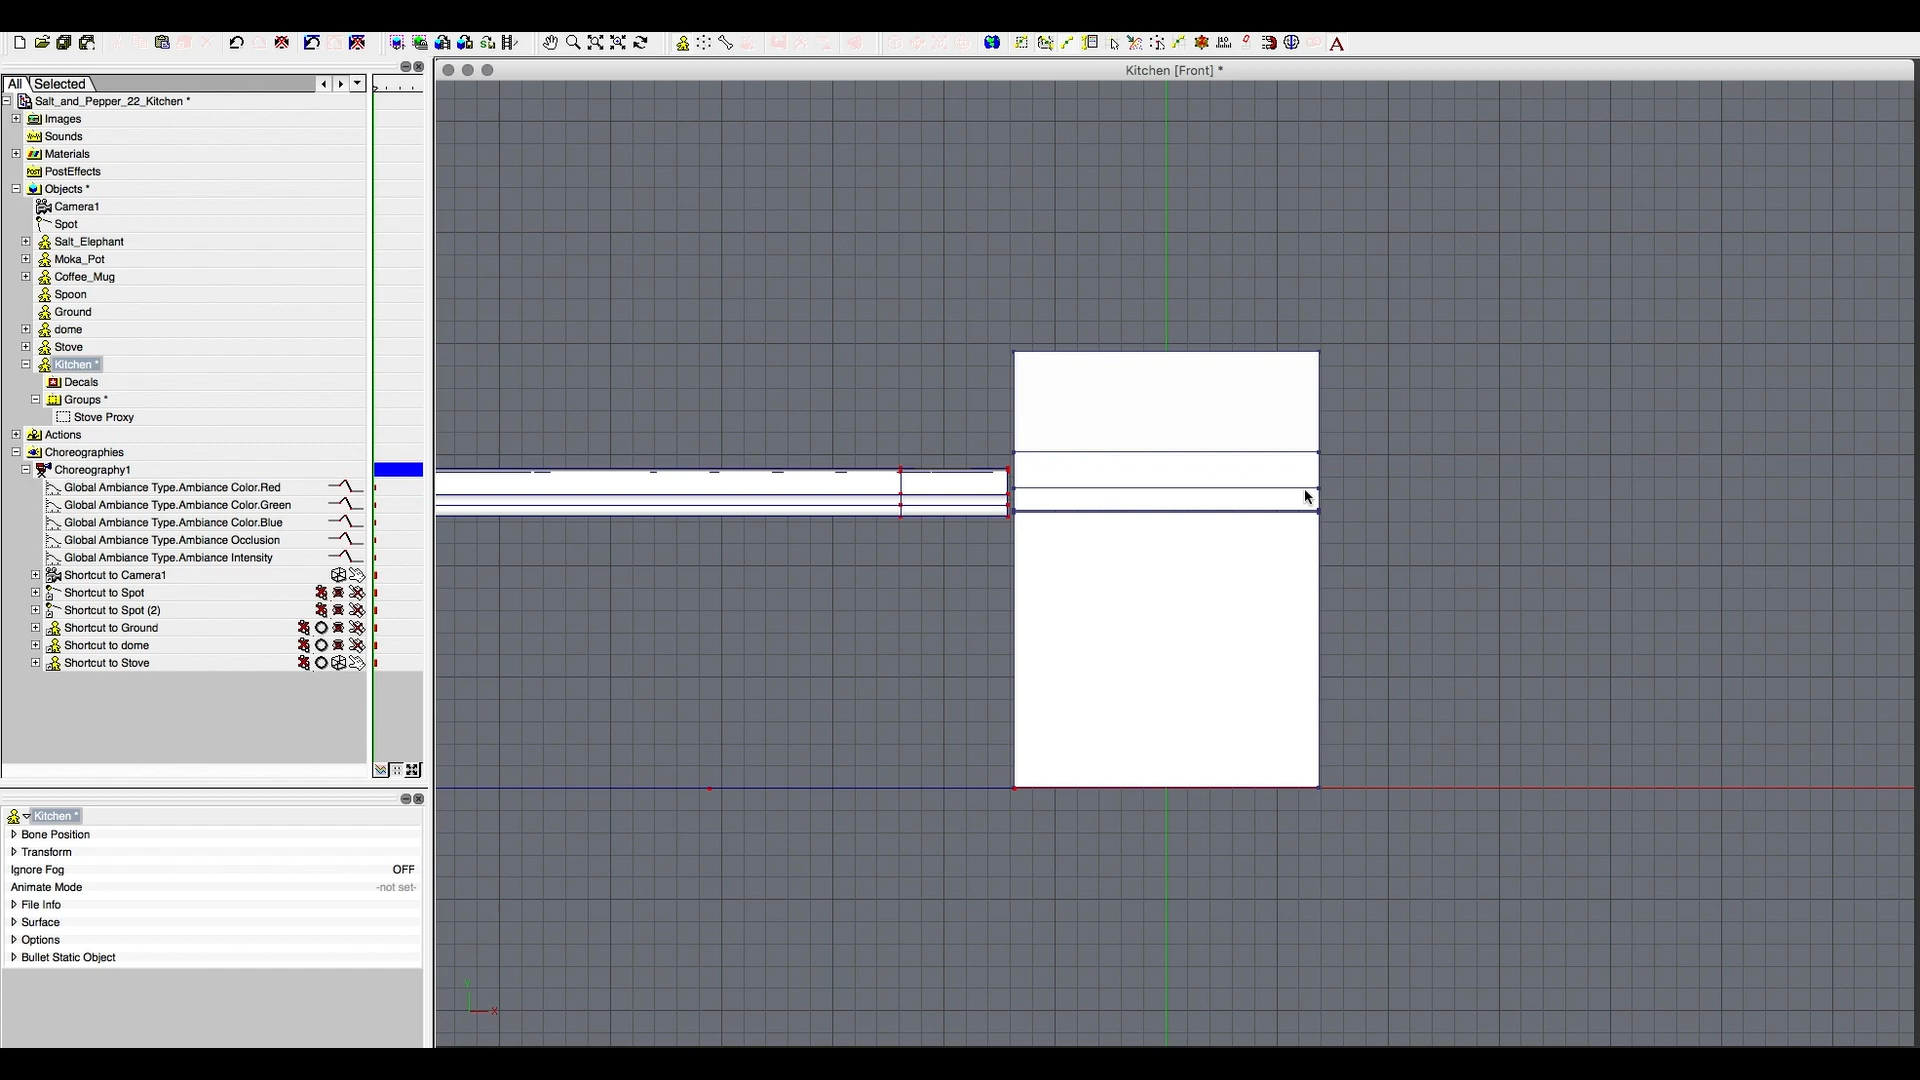 Kitchen [Front] *
All Selected
Salt_and_Pepper_22_Kitchen *
Images
Sounds
Materials
PostEffects
Objects *
Camera1
Spot
Salt_Elephant
Moka_Pot
Coffee_Mug
Spoon
Ground
dome
Stove
Kitchen *
Decals
Groups *
Stove Proxy
Actions
Choreographies
Choreography1
Global Ambiance Type.Ambiance Color.Red
Global Ambiance Type.Ambiance Color.Green
Global Ambiance Type.Ambiance Color.Blue
Global Ambiance Type.Ambiance Occlusion
Global Ambiance Type.Ambiance Intensity
Shortcut to Camera1
Shortcut to Spot
Shortcut to Spot (2)
Shortcut to Ground
Shortcut to dome
Shortcut to Stove
Kitchen *
Bone Position
Transform
Ignore Fog OFF
Animate Mode -not set-
File Info
Surface
Options
Bullet Static Object
Y
X